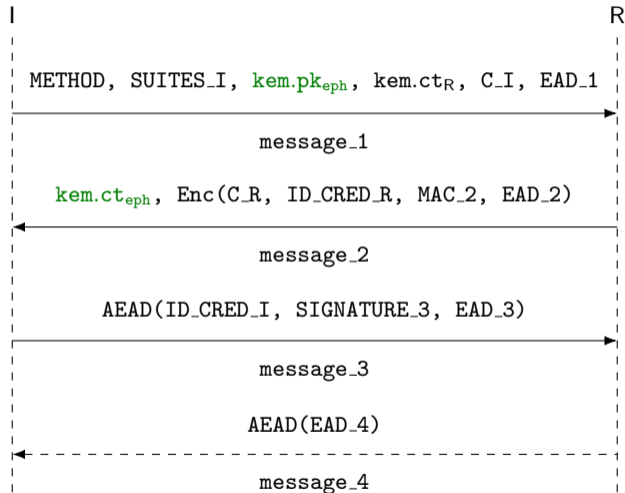 I R
METHOD, SUITES_I, kem.pk_eph, kem.ct_R, C_I, EAD_1
message_1
kem.ct_eph, Enc(C_R, ID_CRED_R, MAC_2, EAD_2)
message_2
AEAD(ID_CRED_I, SIGNATURE_3, EAD_3)
message_3
AEAD(EAD_4)
message_4